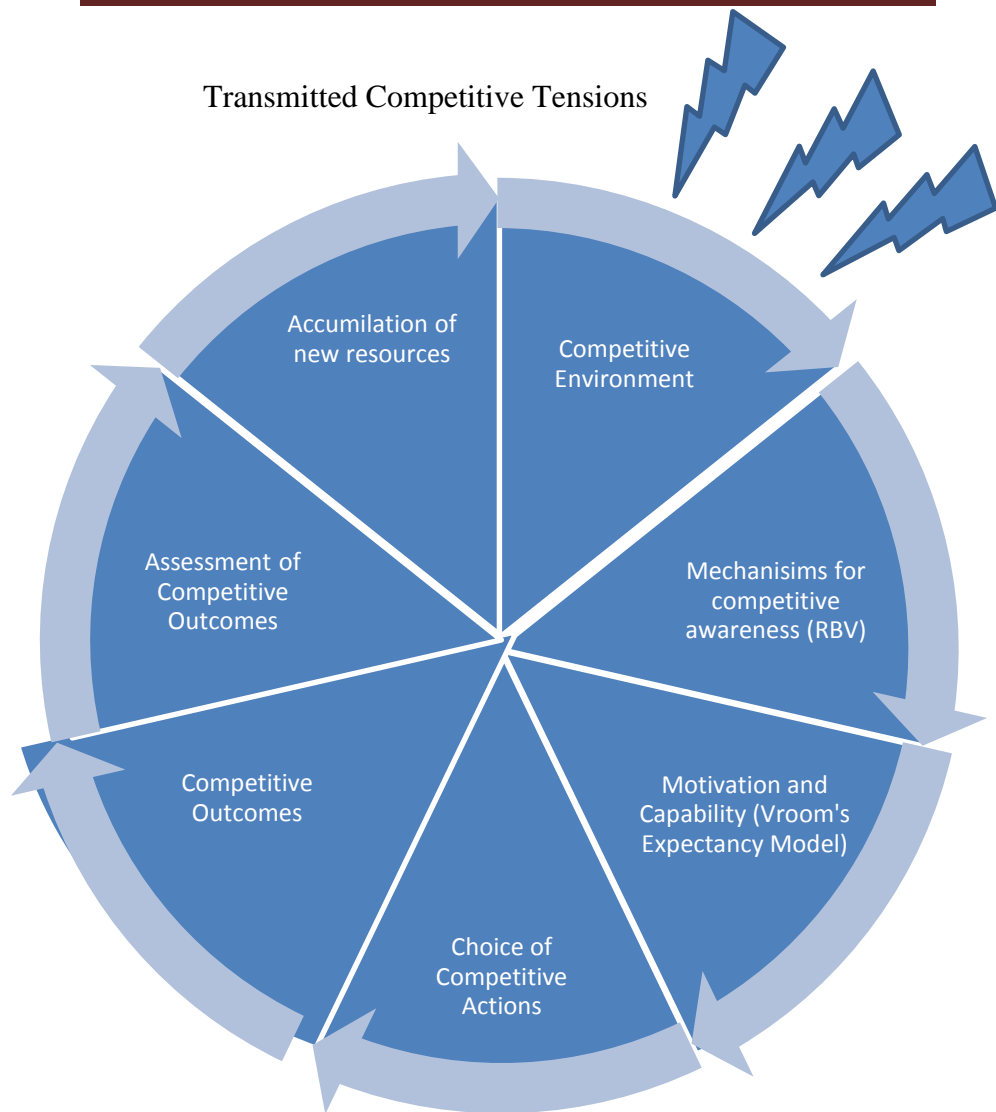 Transmitted Competitive Tensions
Accumilation of
new resources
Competitive
Environment
Mechanisims for
competitive
awareness (RBV)
Motivation and
Capability (Vroom's
Expectancy Model)
Choice of
Competitive
Actions
Competitive
Outcomes
Assessment of
Competitive
Outcomes